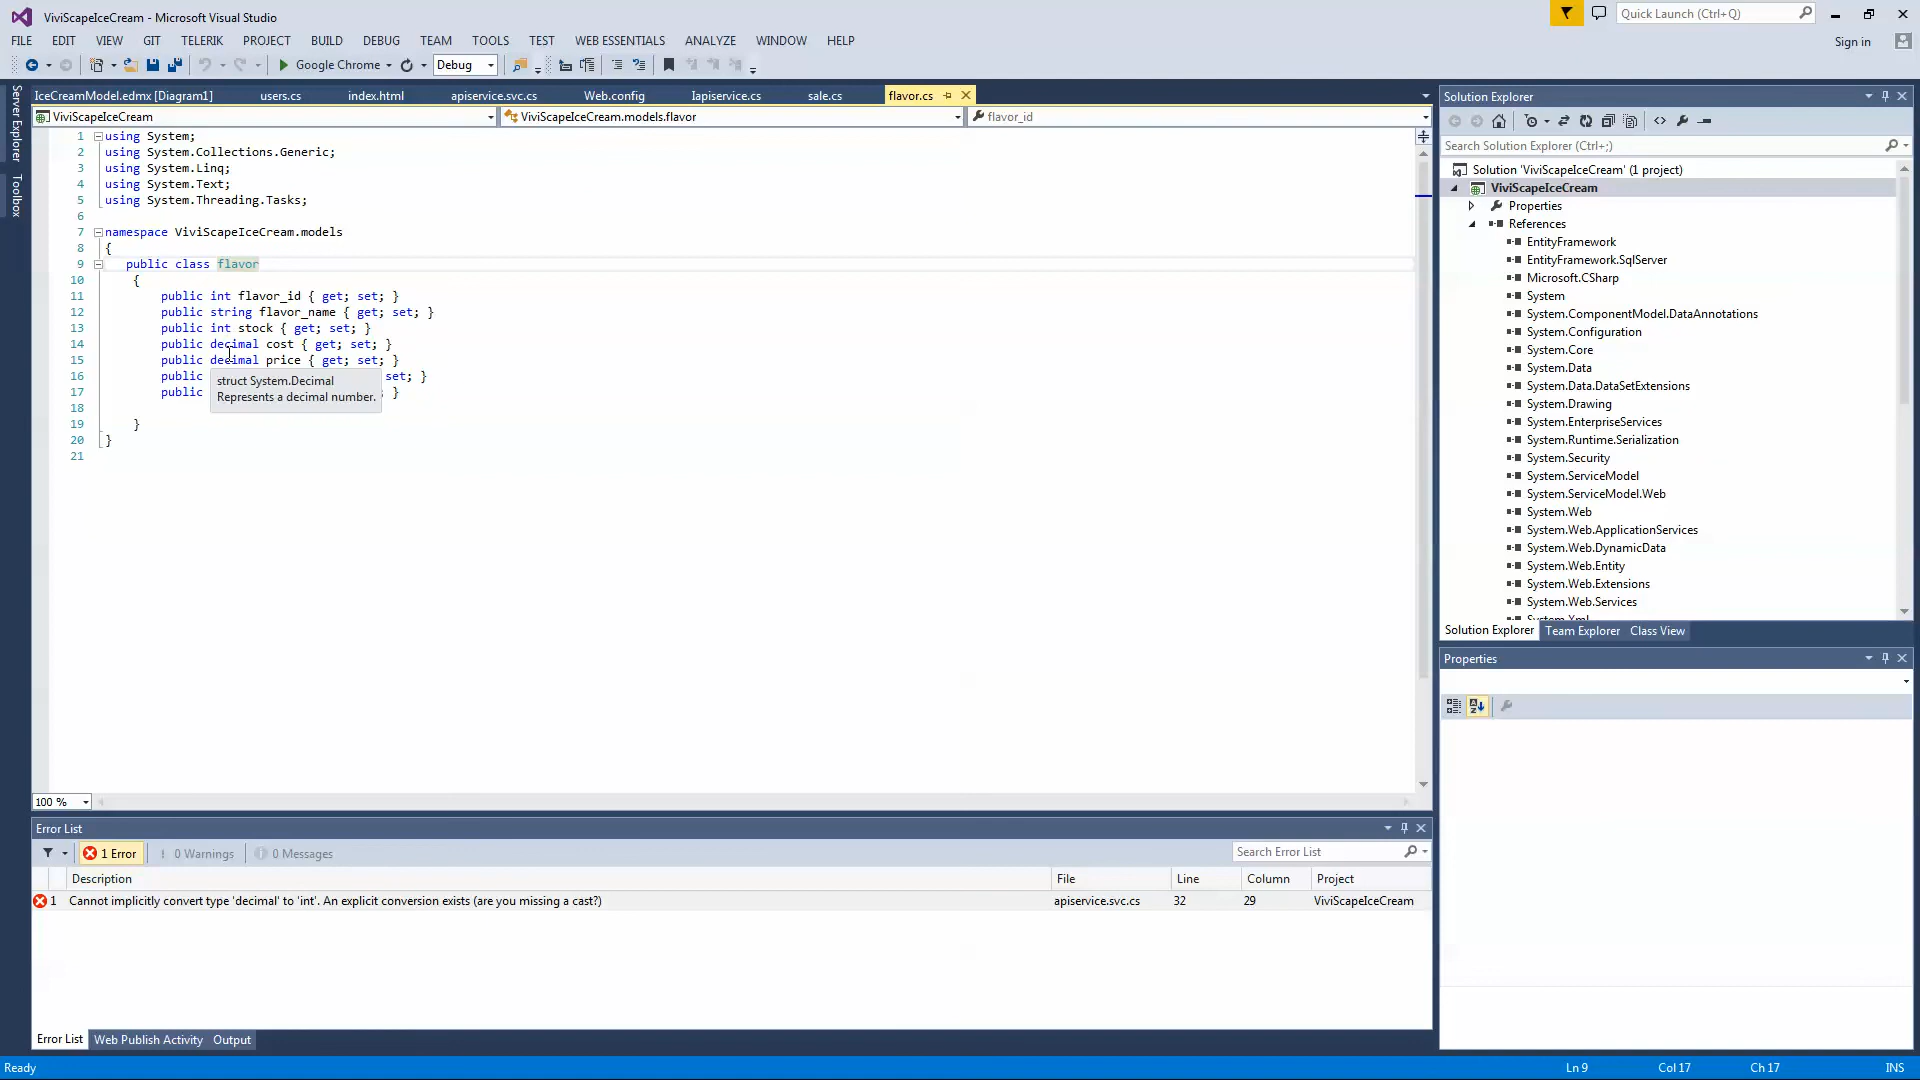 ViviScapeIceCream - Microsoft Visual Studio
Quick Launch (Ctrl+Q)
FILE EDIT VIEW GIT TELERIK PROJECT BUILD DEBUG TEAM TOOLS TEST WEB ESSENTIALS ANALYZE WINDOW HELP
Sign in
Google Chrome Debug
Server Explorer
Toolbox
IceCreamModel.edmx [Diagram1] users.cs index.html apiservice.svc.cs Web.config Iapiservice.cs sale.cs flavor.cs
ViviScapeIceCream ViviScapeIceCream.models.flavor flavor_id
1 using System;
2 using System.Collections.Generic;
3 using System.Linq;
4 using System.Text;
5 using System.Threading.Tasks;
6
7 namespace ViviScapeIceCream.models
8 {
9 public class flavor
10 {
11 public int flavor_id { get; set; }
12 public string flavor_name { get; set; }
13 public int stock { get; set; }
14 public decimal cost { get; set; }
15 public decimal price { get; set; }
16 public set; }
17 public ; }
struct System.Decimal
Represents a decimal number.
18
19 }
20 }
21
100 %
Solution Explorer
Search Solution Explorer (Ctrl+;)
Solution 'ViviScapeIceCream' (1 project)
ViviScapeIceCream
Properties
References
EntityFramework
EntityFramework.SqlServer
Microsoft.CSharp
System
System.ComponentModel.DataAnnotations
System.Configuration
System.Core
System.Data
System.Data.DataSetExtensions
System.Drawing
System.EnterpriseServices
System.Runtime.Serialization
System.Security
System.ServiceModel
System.ServiceModel.Web
System.Web
System.Web.ApplicationServices
System.Web.DynamicData
System.Web.Entity
System.Web.Extensions
System.Web.Services
System.Xml
Solution Explorer Team Explorer Class View
Properties
Error List
1 Error 0 Warnings 0 Messages
Search Error List
Description File Line Column Project
1 Cannot implicitly convert type 'decimal' to 'int'. An explicit conversion exists (are you missing a cast?) apiservice.svc.cs 32 29 ViviScapeIceCream
Error List Web Publish Activity Output
Ready Ln 9 Col 17 Ch 17 INS